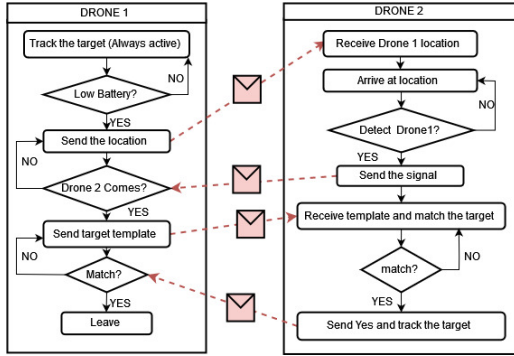 DRONE 1
Track the target (Always active)
NO
Low Battery?
YES
Send the location
NO
Drone 2 Comes?
YES
Send target template
NO
Match?
YES
Leave
DRONE 2
Receive Drone 1 location
Arrive at location
NO
Detect Drone1?
YES
Send the signal
Receive template and match the target
NO
match?
YES
Send Yes and track the target